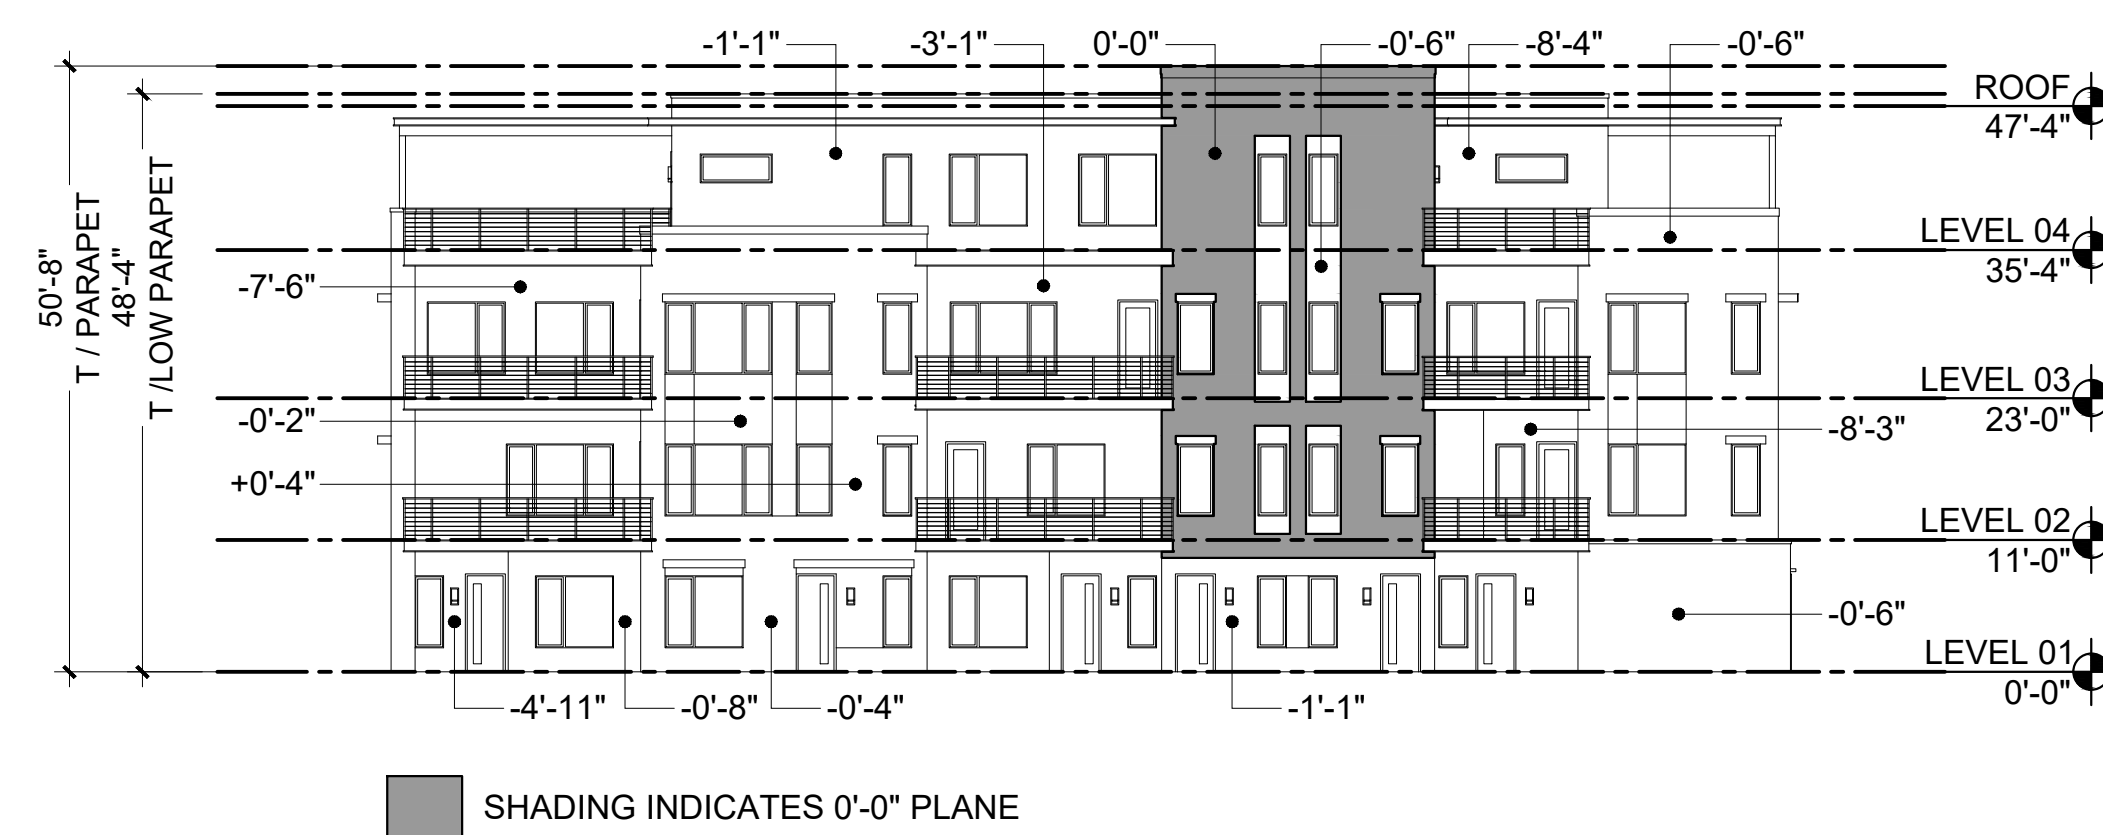 -1'-1"
-3'-1"
0'-0"
-0'-6"
-8'-4"
-0'-6"
ROOF
47'-4"
50'-8"
T / PARAPET
48'-4"
T /LOW PARAPET
LEVEL 04
35'-4"
-7'-6"
LEVEL 03
23'-0"
-0'-2"
-8'-3"
+0'-4"
LEVEL 02
11'-0"
-0'-6"
LEVEL 01
0'-0"
-4'-11"
-0'-8"
-0'-4"
-1'-1"
SHADING INDICATES 0'-0" PLANE